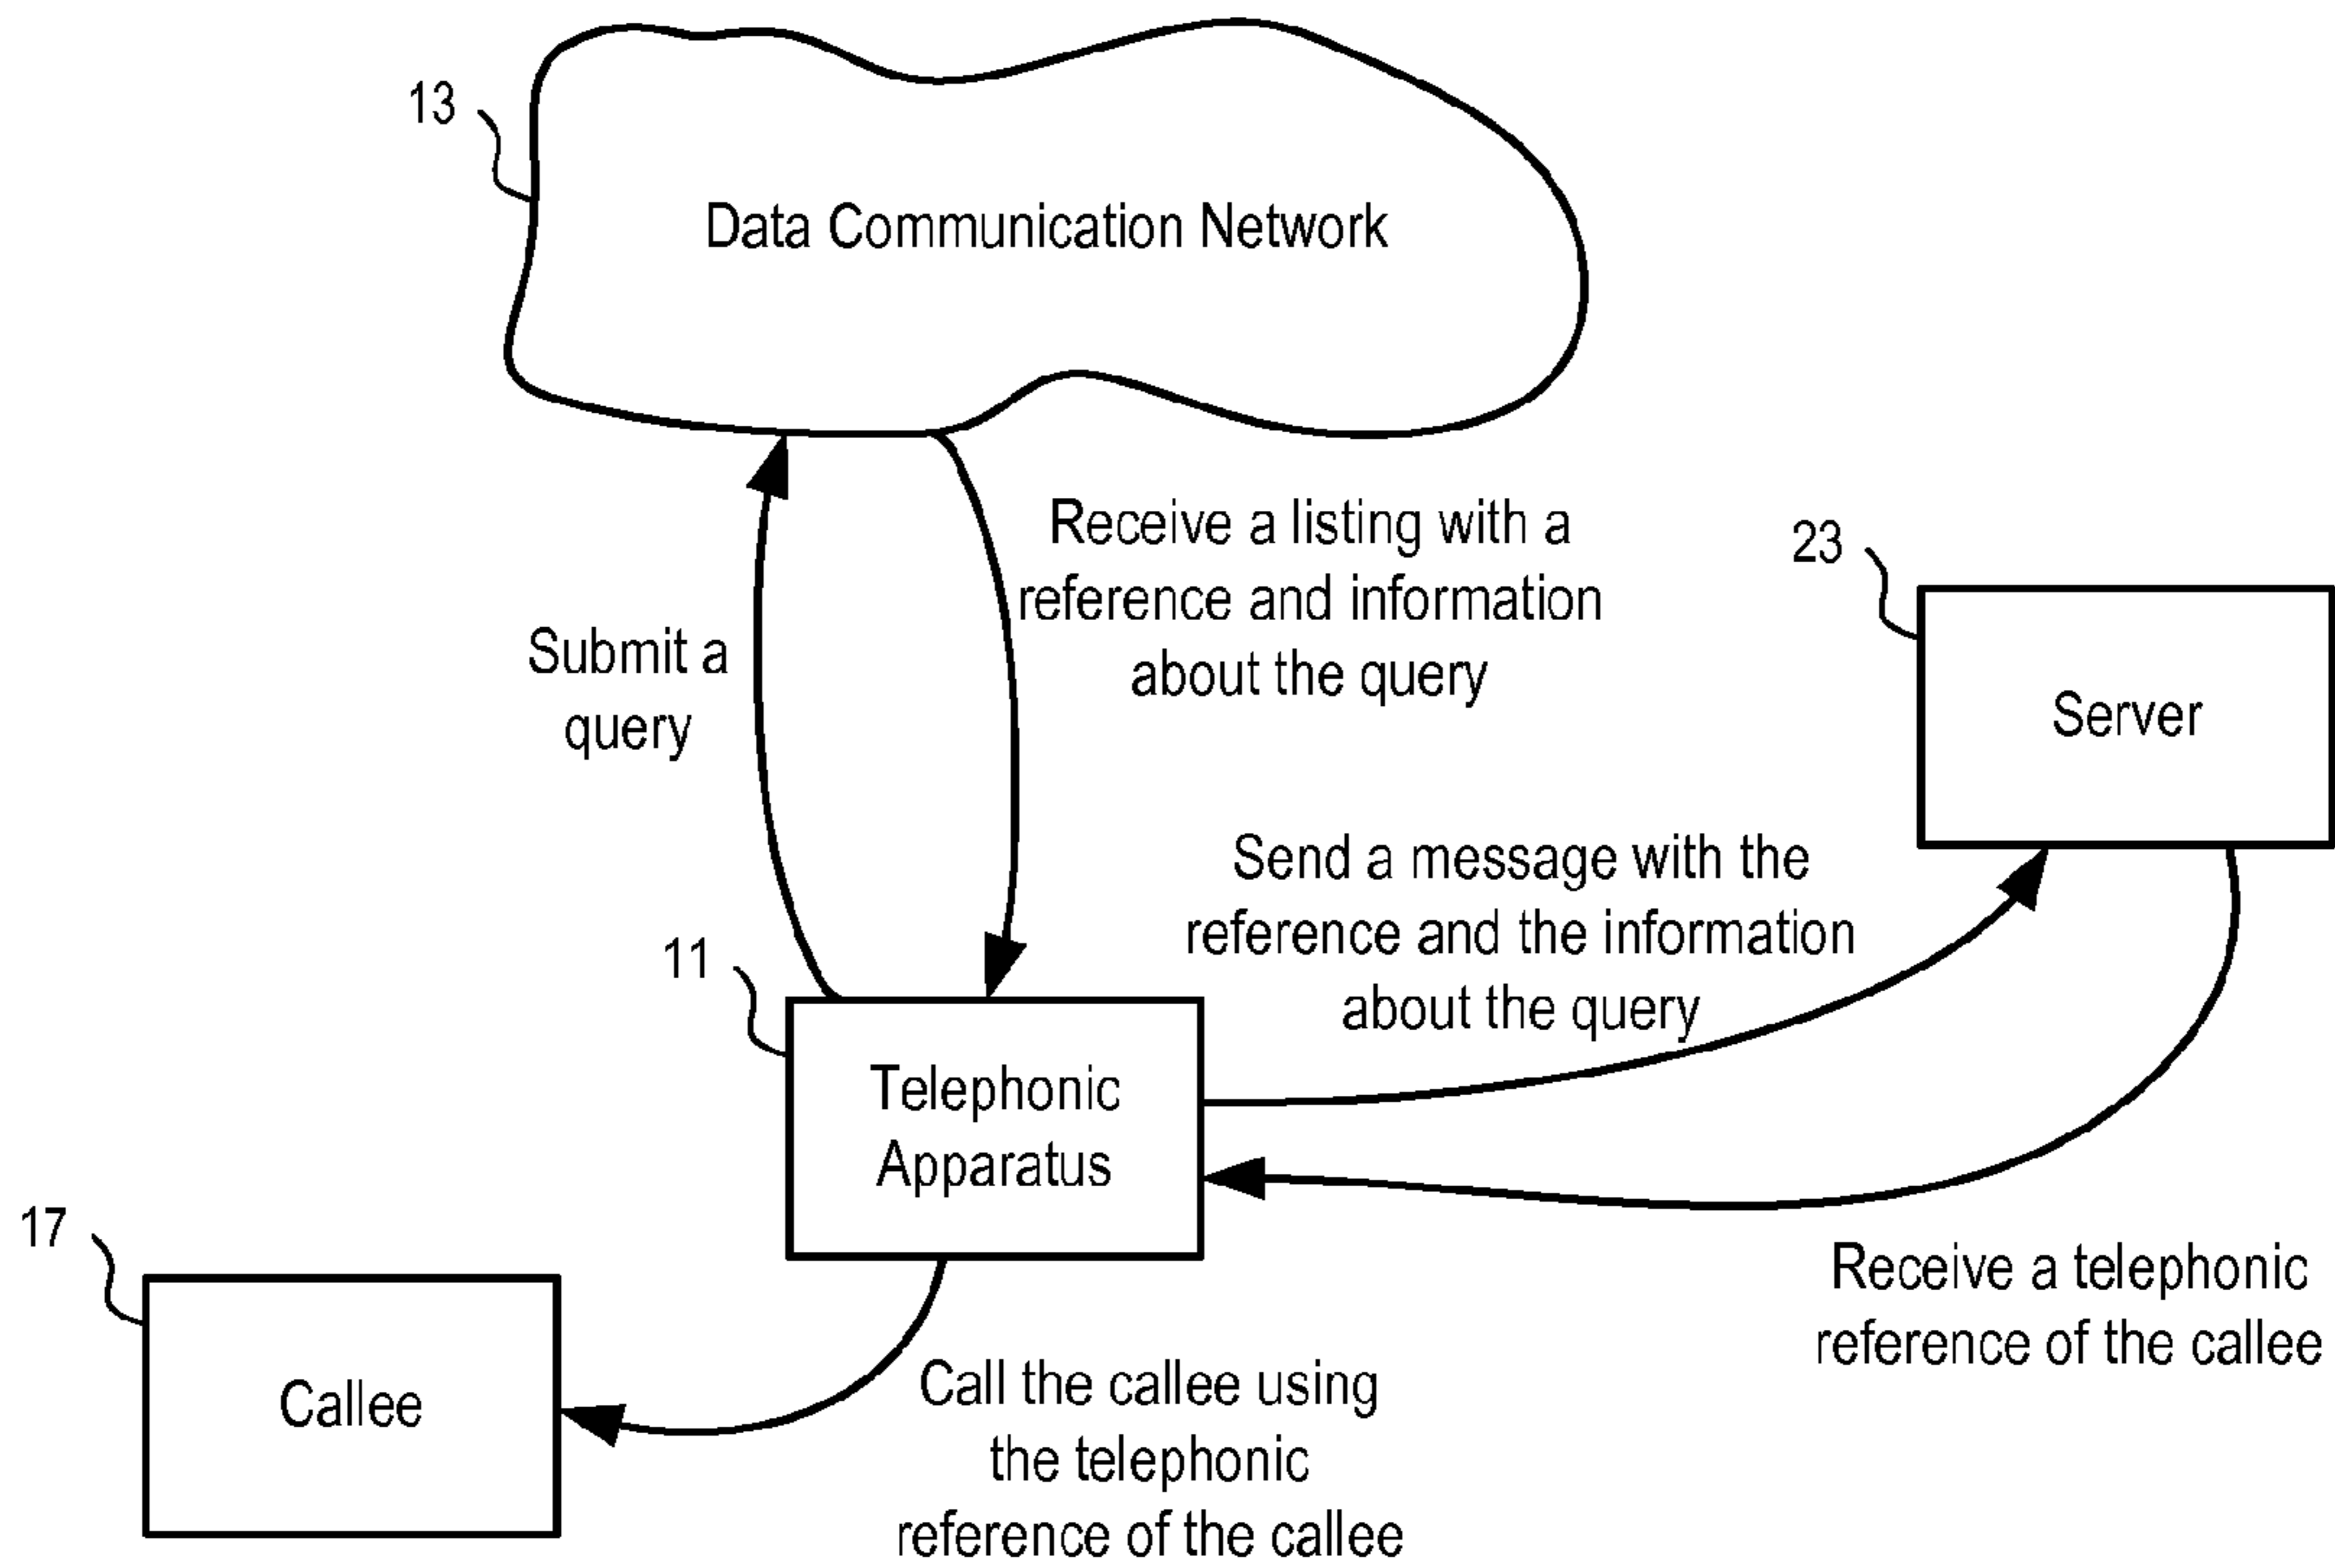 13
Data Communication Network
Receive a listing with a
reference and information
about the query
Submit a
query
23
Server
Send a message with the
reference and the information
about the query
11
Telephonic
Apparatus
17
Callee
Receive a telephonic
reference of the callee
Call the callee using
the telephonic
reference of the callee